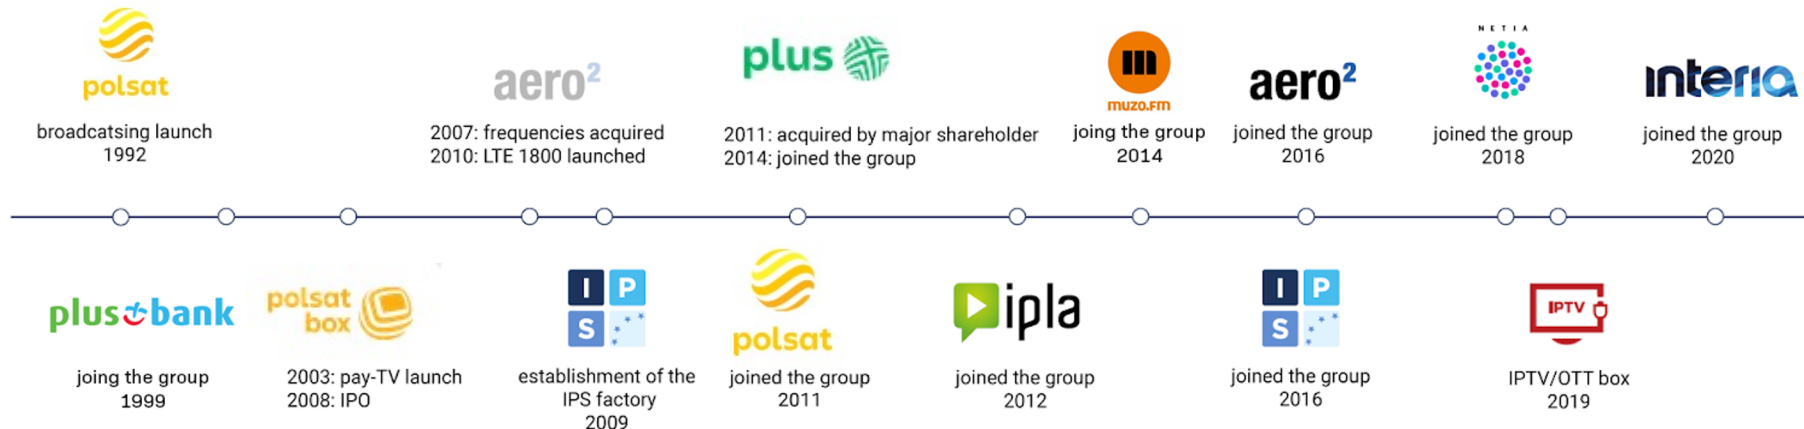 polsat
broadcatsing launch
1992
aero2
2007: frequencies acquired
2010: LTE 1800 launched
plus
2011: acquired by major shareholder
2014: joined the group
m
muzo.fm
joing the group
2014
aero2
joined the group
2016
NETIA
joined the group
2018
interia
joined the group
2020
plus bank
joing the group
1999
polsat
box
2003: pay-TV launch
2008: IPO
I P
S
establishment of the
IPS factory
2009
polsat
joined the group
2011
ipla
joined the group
2012
I P
S
joined the group
2016
IPTV
IPTV/OTT box
2019